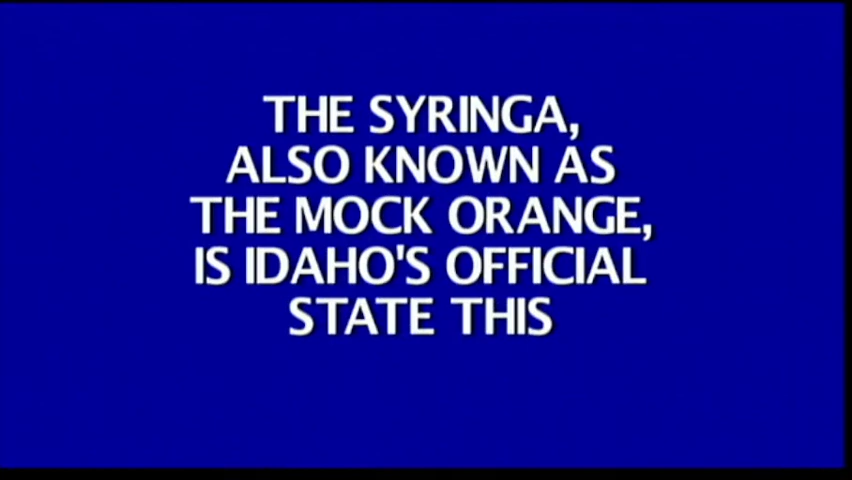 THE SYRINGA,
ALSO KNOWN AS
THE MOCK ORANGE,
IS IDAHO'S OFFICIAL
STATE THIS